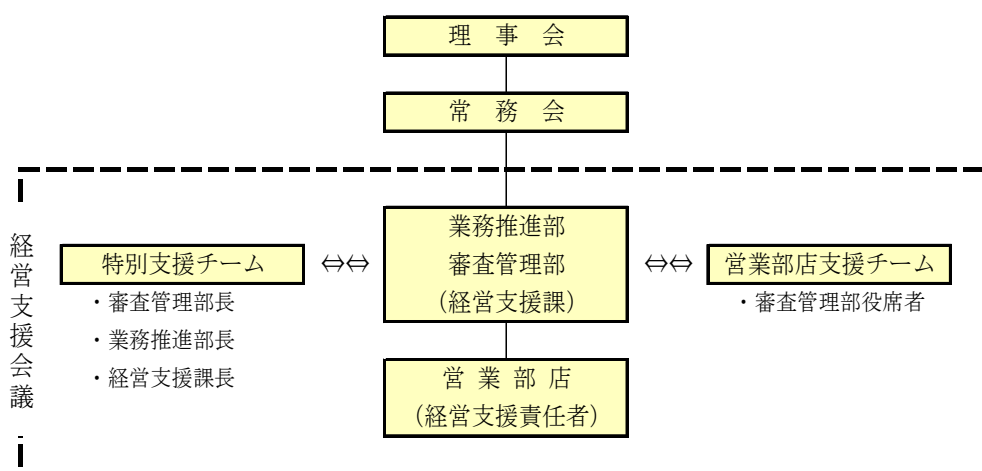 理 事 会
常 務 会
経営支援会議
業務推進部
審査管理部
（経営支援課）
特別支援チーム ⇔⇔
・審査管理部長
・業務推進部長
・経営支援課長
⇔⇔ 営業部店支援チーム
・審査管理部役席者
営 業 部 店
（経営支援責任者）